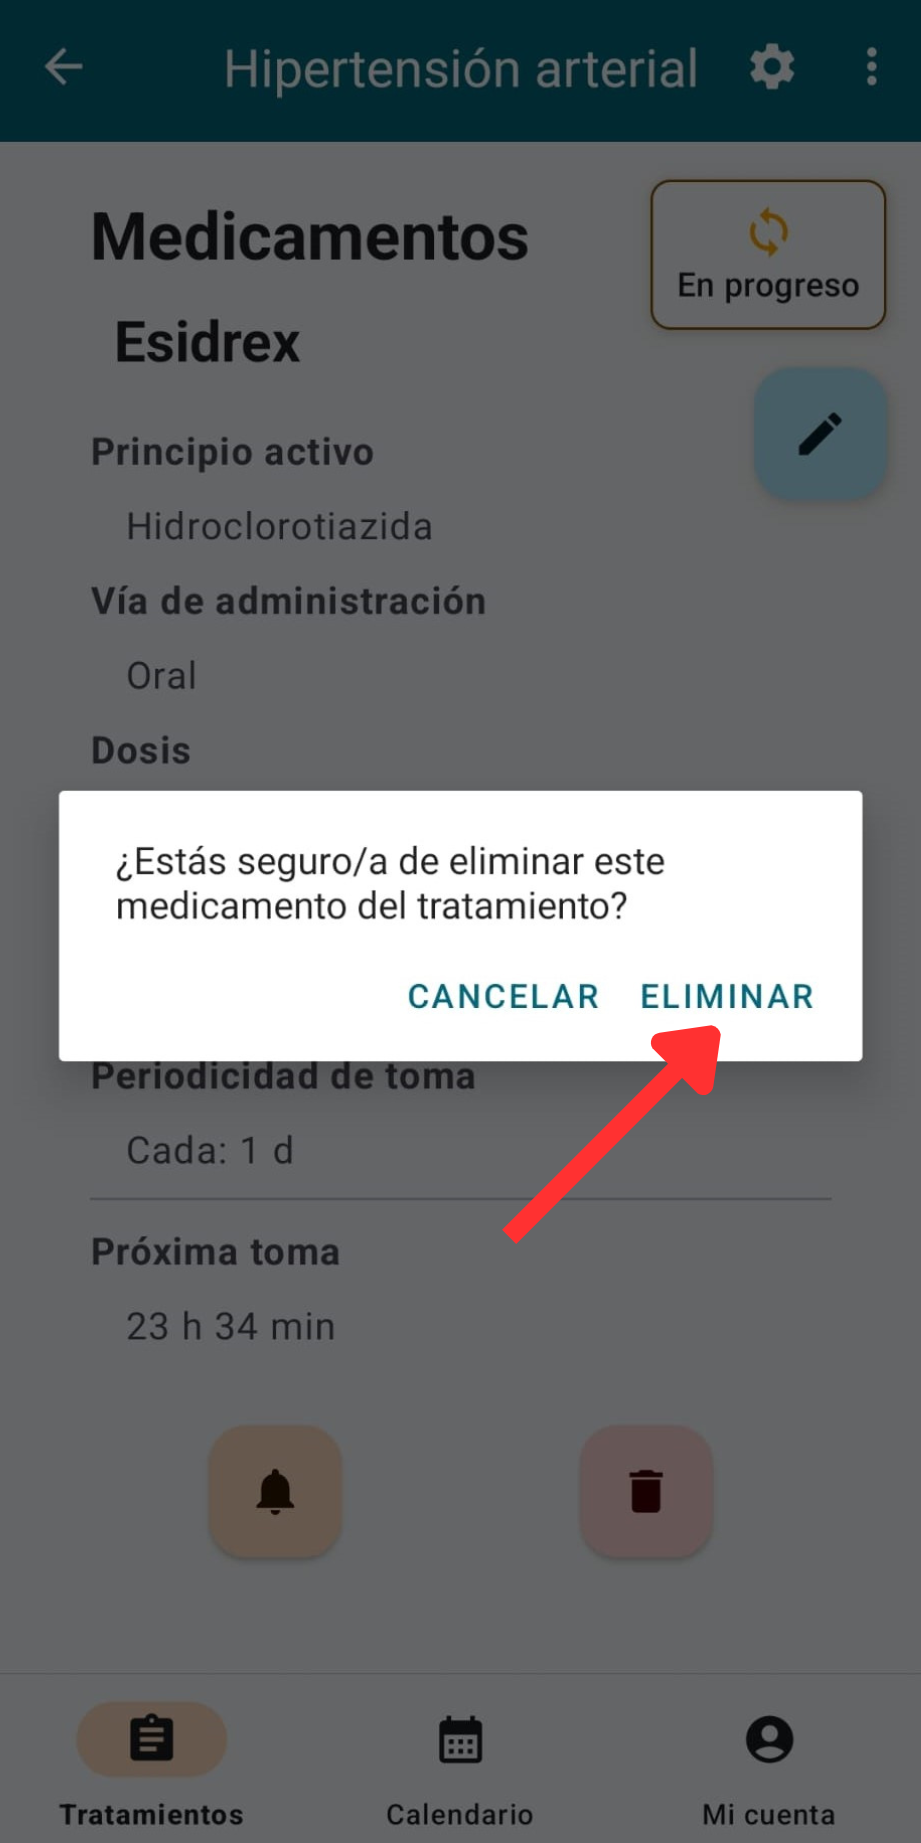 Hipertensión arterial
Medicamentos
En progreso
Esidrex
Principio activo
Hidroclorotiazida
Vía de administración
Oral
Dosis
¿Estás seguro/a de eliminar este
medicamento del tratamiento?
CANCELAR ELIMINAR
Periodicidad de toma
Cada: 1 d
Próxima toma
23 h 34 min
Tratamientos Calendario Mi cuenta